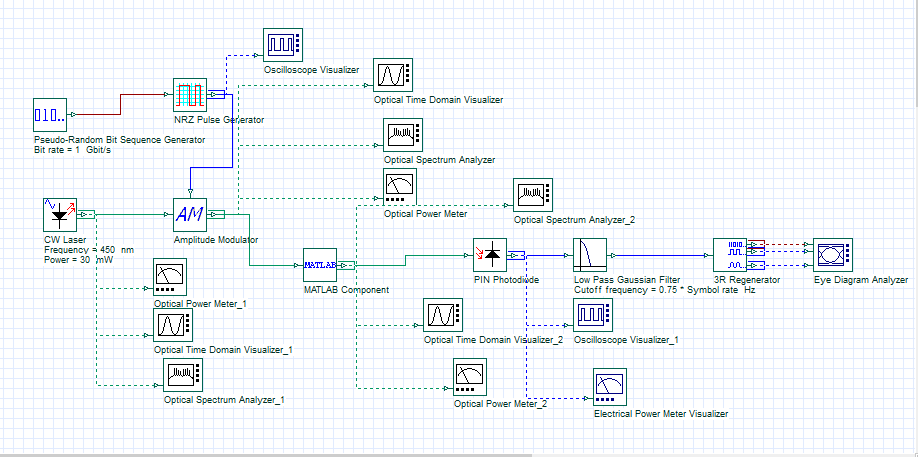 Oscilloscope Visualizer
Optical Time Domain Visualizer
NRZ Pulse Generator
010..
Pseudo-Random Bit Sequence Generator
Bit rate = 1 Gbit/s
Optical Spectrum Analyzer
Optical Power Meter
Optical Spectrum Analyzer_2
AM
CW Laser
Frequency = 450 nm
Power = 30 mW
Amplitude Modulator
MATLAB
MATLAB Component
PIN Photodiode
Low Pass Gaussian Filter
Cutoff frequency = 0.75 * Symbol rate Hz
3R Regenerator
Eye Diagram Analyzer
Optical Power Meter_1
Optical Time Domain Visualizer_1
Optical Time Domain Visualizer_2
Oscilloscope Visualizer_1
Optical Spectrum Analyzer_1
Optical Power Meter_2
Electrical Power Meter Visualizer